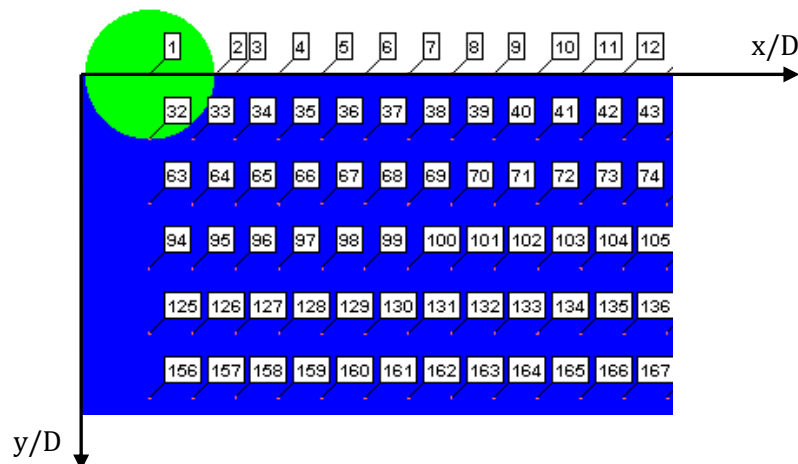 1 2 3 4 5 6 7 8 9 10 11 12 x/D
32 33 34 35 36 37 38 39 40 41 42 43
63 64 65 66 67 68 69 70 71 72 73 74
94 95 96 97 98 99 100 101 102 103 104 105
125 126 127 128 129 130 131 132 133 134 135 136
156 157 158 159 160 161 162 163 164 165 166 167
y/D